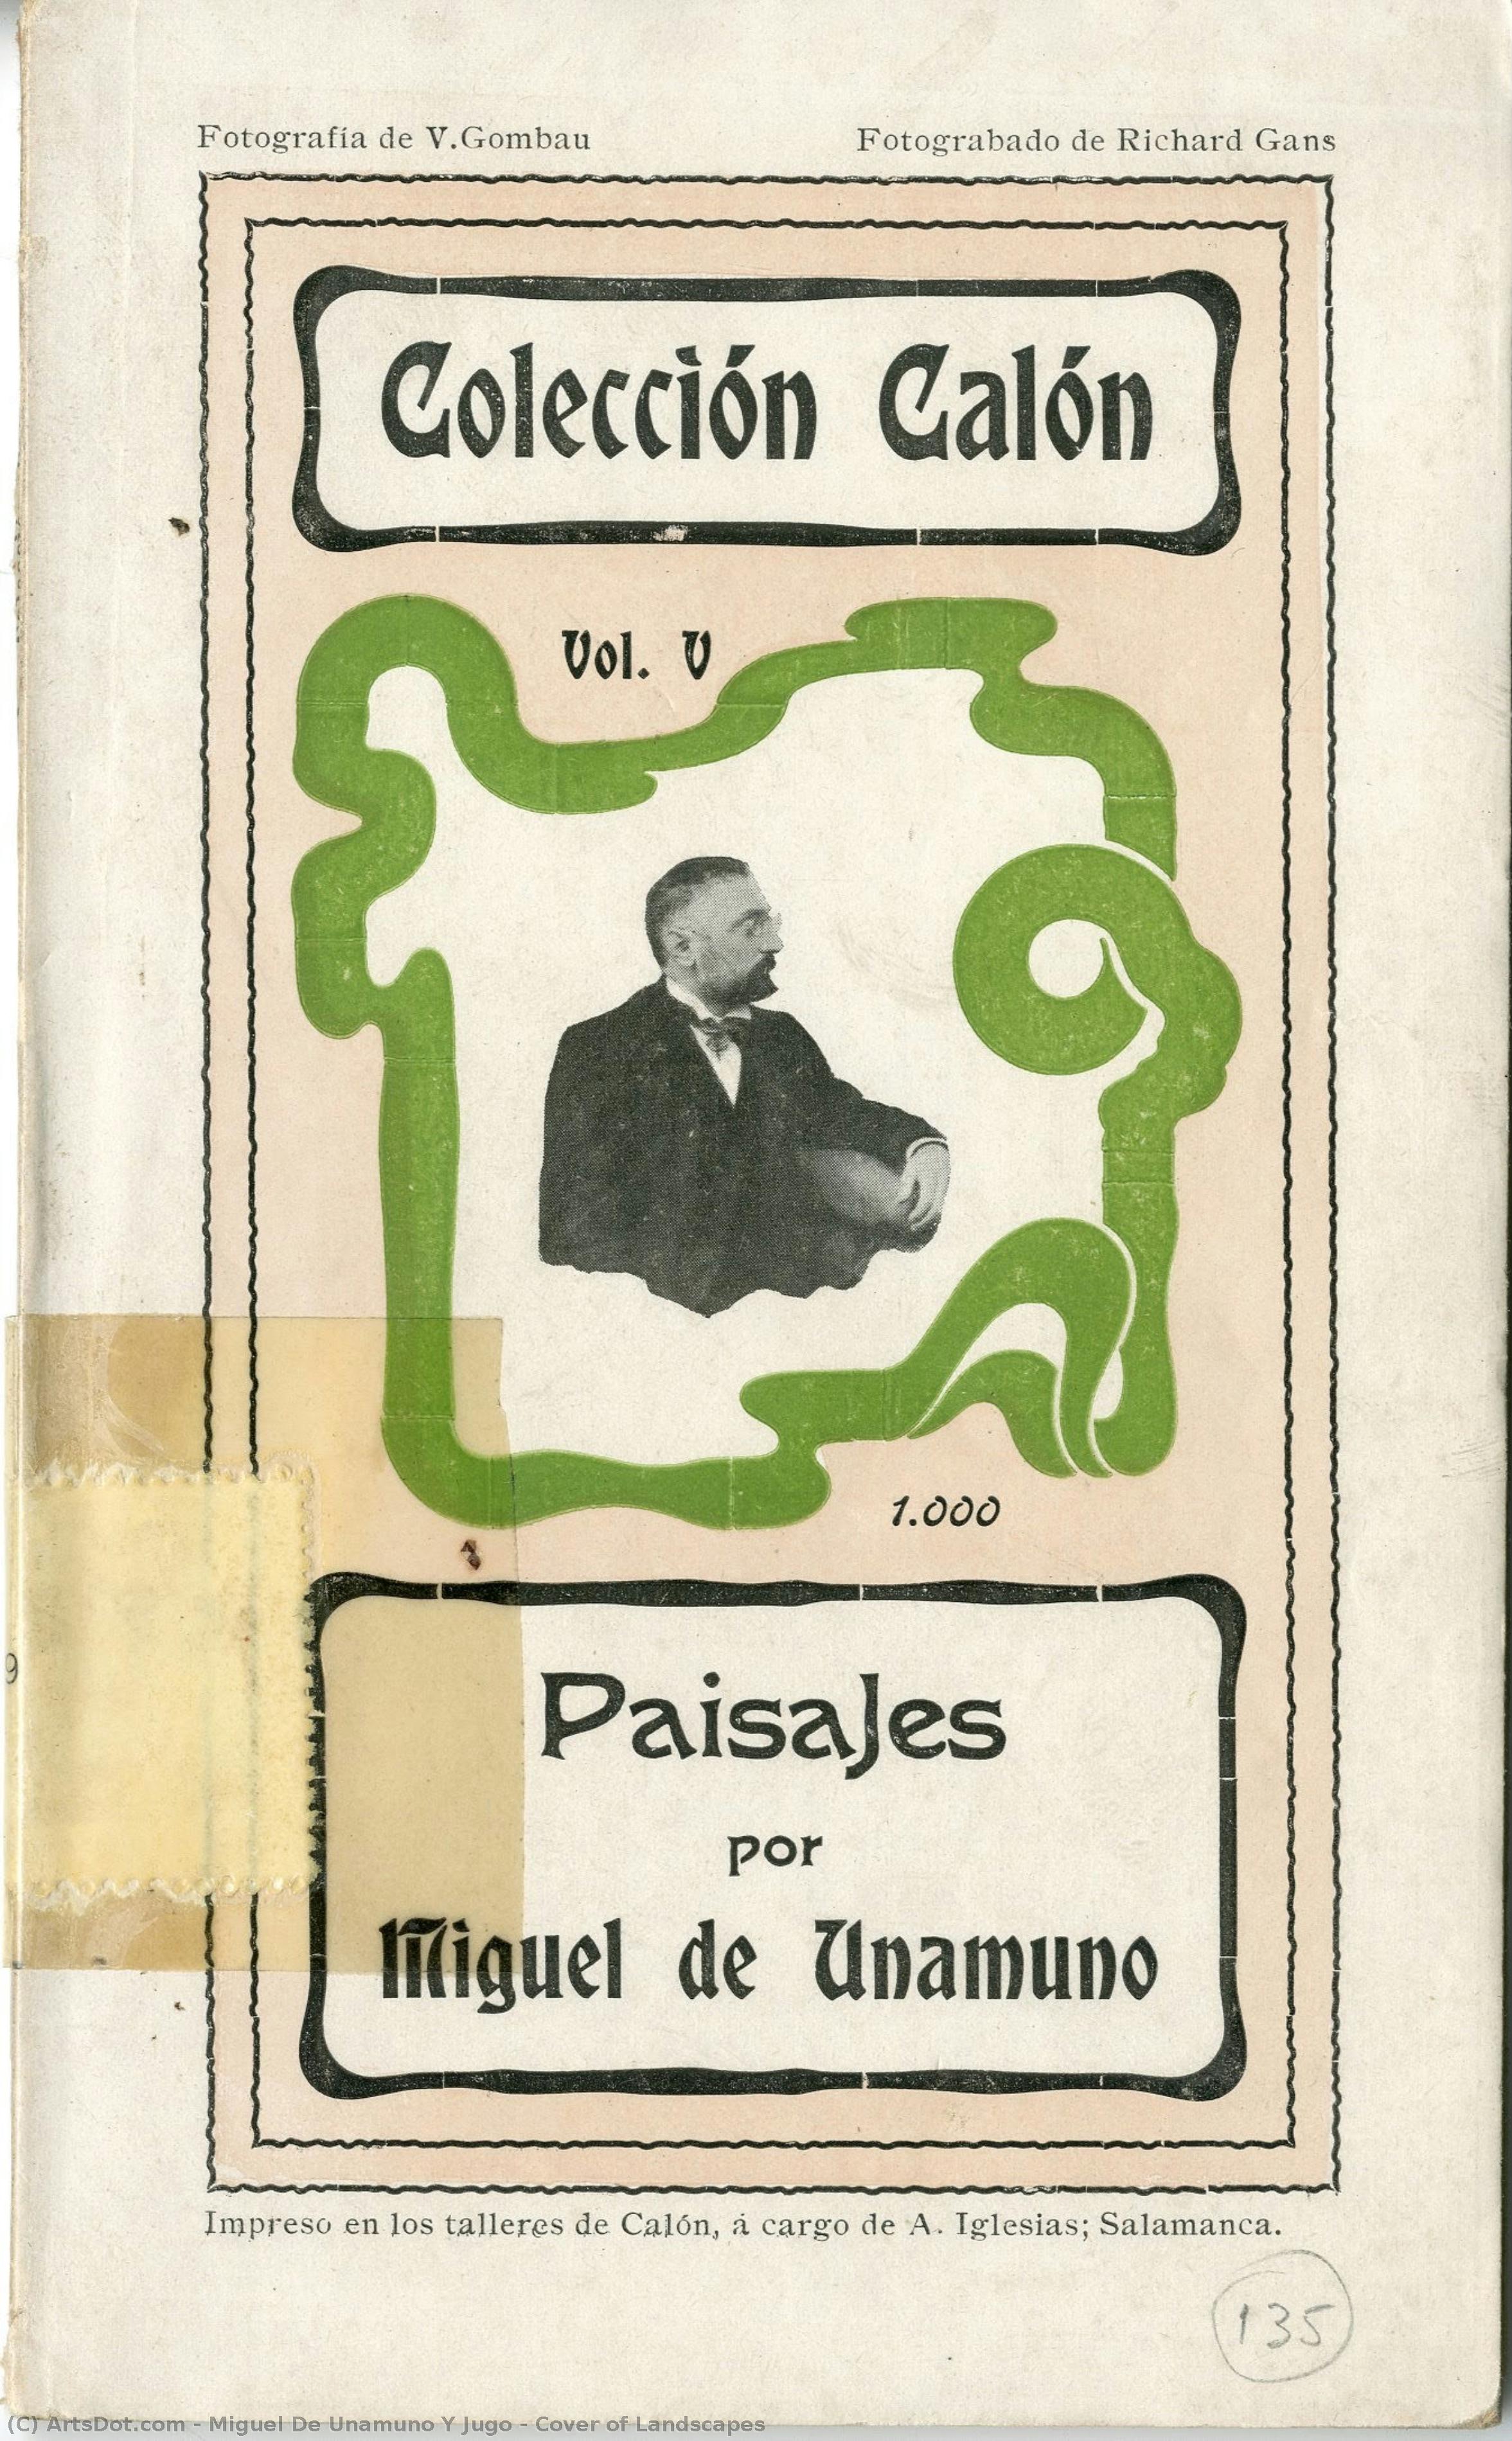 Fotografía de V. Gombau
Fotograbado de Richard Gans
Colección Calón
Vol. V
1.000
9
Paisajes
por
Miguel de Unamuno
Impreso en los talleres de Calón, á cargo de A. Iglesias; Salamanca.
135
(C) ArtsDot.com - Miguel De Unamuno Y Jugo - Cover of Landscapes